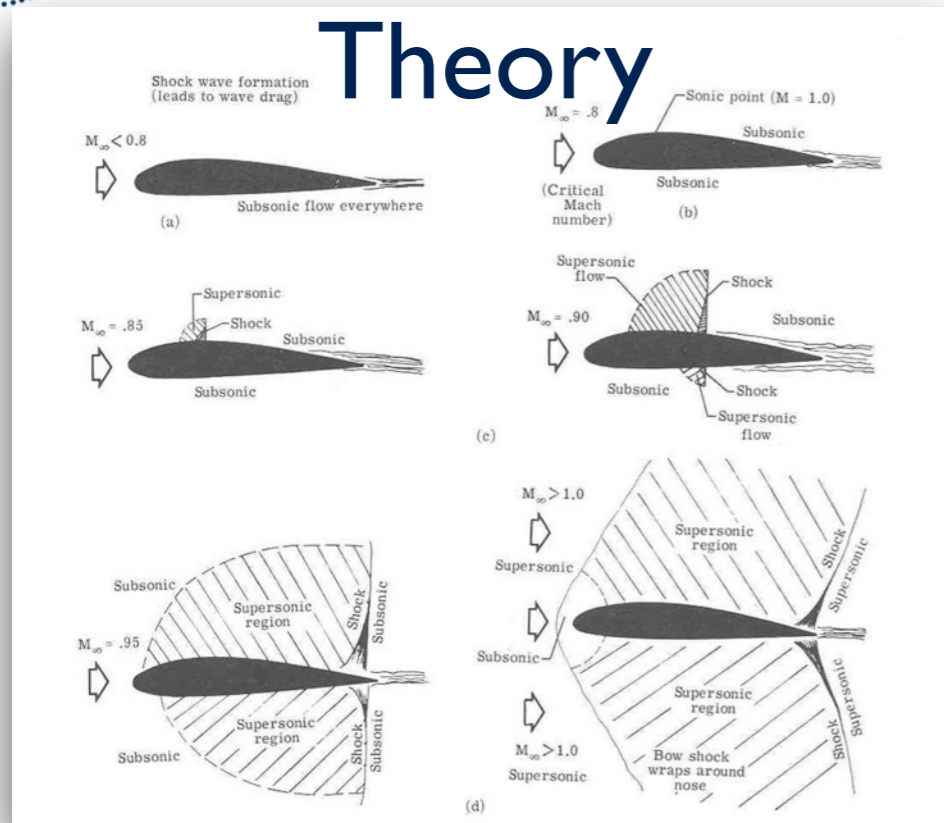 Theory
Shock wave formation
(leads to wave drag)
M∞ < 0.8
Subsonic flow everywhere
(a)
M∞ = .8
Sonic point (M = 1.0)
Subsonic
Subsonic
(Critical
Mach
number)
(b)
M∞ = .85
Supersonic
Shock
Subsonic
Subsonic
Supersonic
flow
Shock
M∞ = .90
Subsonic
Subsonic
Shock
Supersonic
flow
(c)
Subsonic
M∞ = .95
Supersonic
region
Shock
Subsonic
Supersonic
region
Shock
Subsonic
Subsonic
M∞ > 1.0
Supersonic
Supersonic
region
Shock
Supersonic
Subsonic
Supersonic
region
Shock
Supersonic
M∞ > 1.0
Supersonic
Bow shock
wraps around
nose
(d)